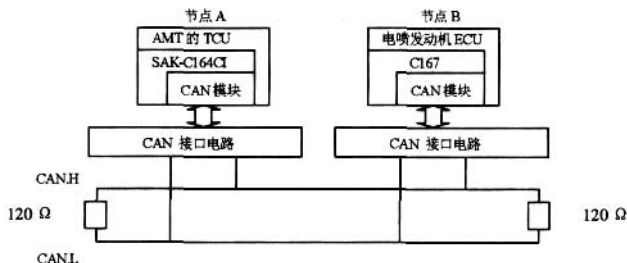 节点 A
节点 B
AMT 的 TCU
电喷发动机 ECU
SAK-C164CI
C167
CAN 模块
CAN 模块
CAN 接口电路
CAN 接口电路
CAN.H
120 Ω
120 Ω
CAN.L